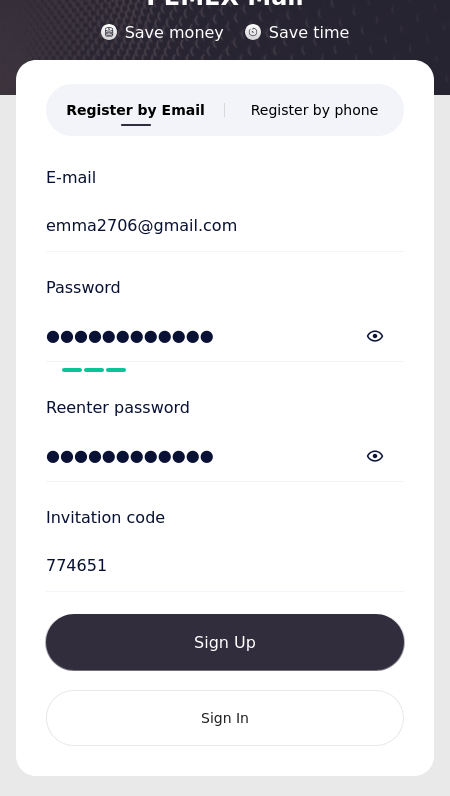 Save money Save time
Register by Email Register by phone
E-mail
emma2706@gmail.com
Password
●●●●●●●●●●●●
Reenter password
●●●●●●●●●●●●
Invitation code
774651
Sign Up
Sign In